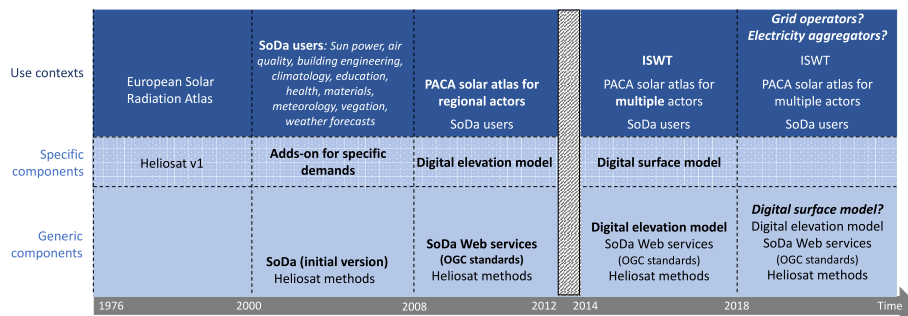 Use contexts
European Solar
Radiation Atlas
SoDa users: Sun power, air
quality, building engineering,
climatology, education,
health, materials,
meteorology, vegation,
weather forecasts
PACA solar atlas for
regional actors
SoDa users
ISWT
PACA solar atlas for
multiple actors
SoDa users
Grid operators?
Electricity aggregators?
ISWT
PACA solar atlas for
multiple actors
SoDa users
Specific
components
Heliosat v1
Adds-on for specific
demands
Digital elevation model
Digital surface model
Generic
components
SoDa (initial version)
Heliosat methods
SoDa Web services
(OGC standards)
Heliosat methods
Digital elevation model
SoDa Web services
(OGC standards)
Heliosat methods
Digital surface model?
Digital elevation model
SoDa Web services
(OGC standards)
Heliosat methods
1976
2000
2008
2012
2014
2018
Time